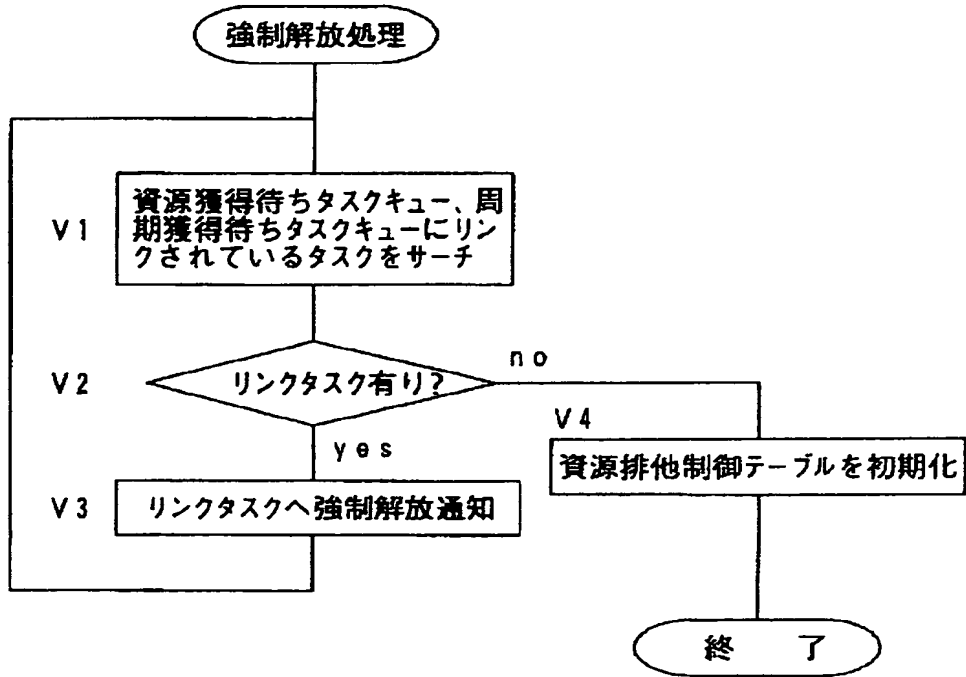 強制解放処理
V1
資源獲得待ちタスクキュー、周
期獲得待ちタスクキューにリン
クされているタスクをサーチ
V2
リンクタスク有り?
no
yes
V4
資源排他制御テーブルを初期化
V3
リンクタスクへ強制解放通知
終 了